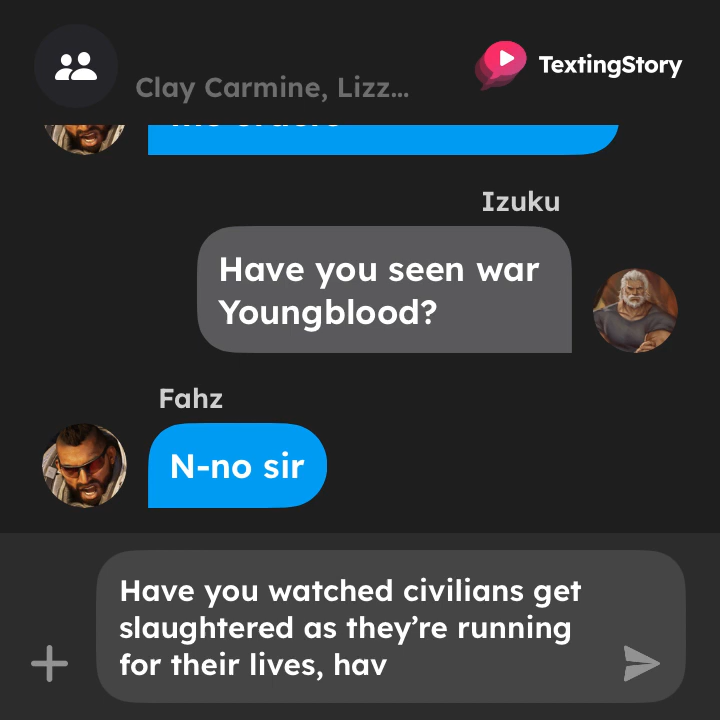 TextingStory
Clay Carmine, Lizz...
Izuku
Have you seen war
Youngblood?
Fahz
N-no sir
Have you watched civilians get
slaughtered as they’re running
for their lives, hav